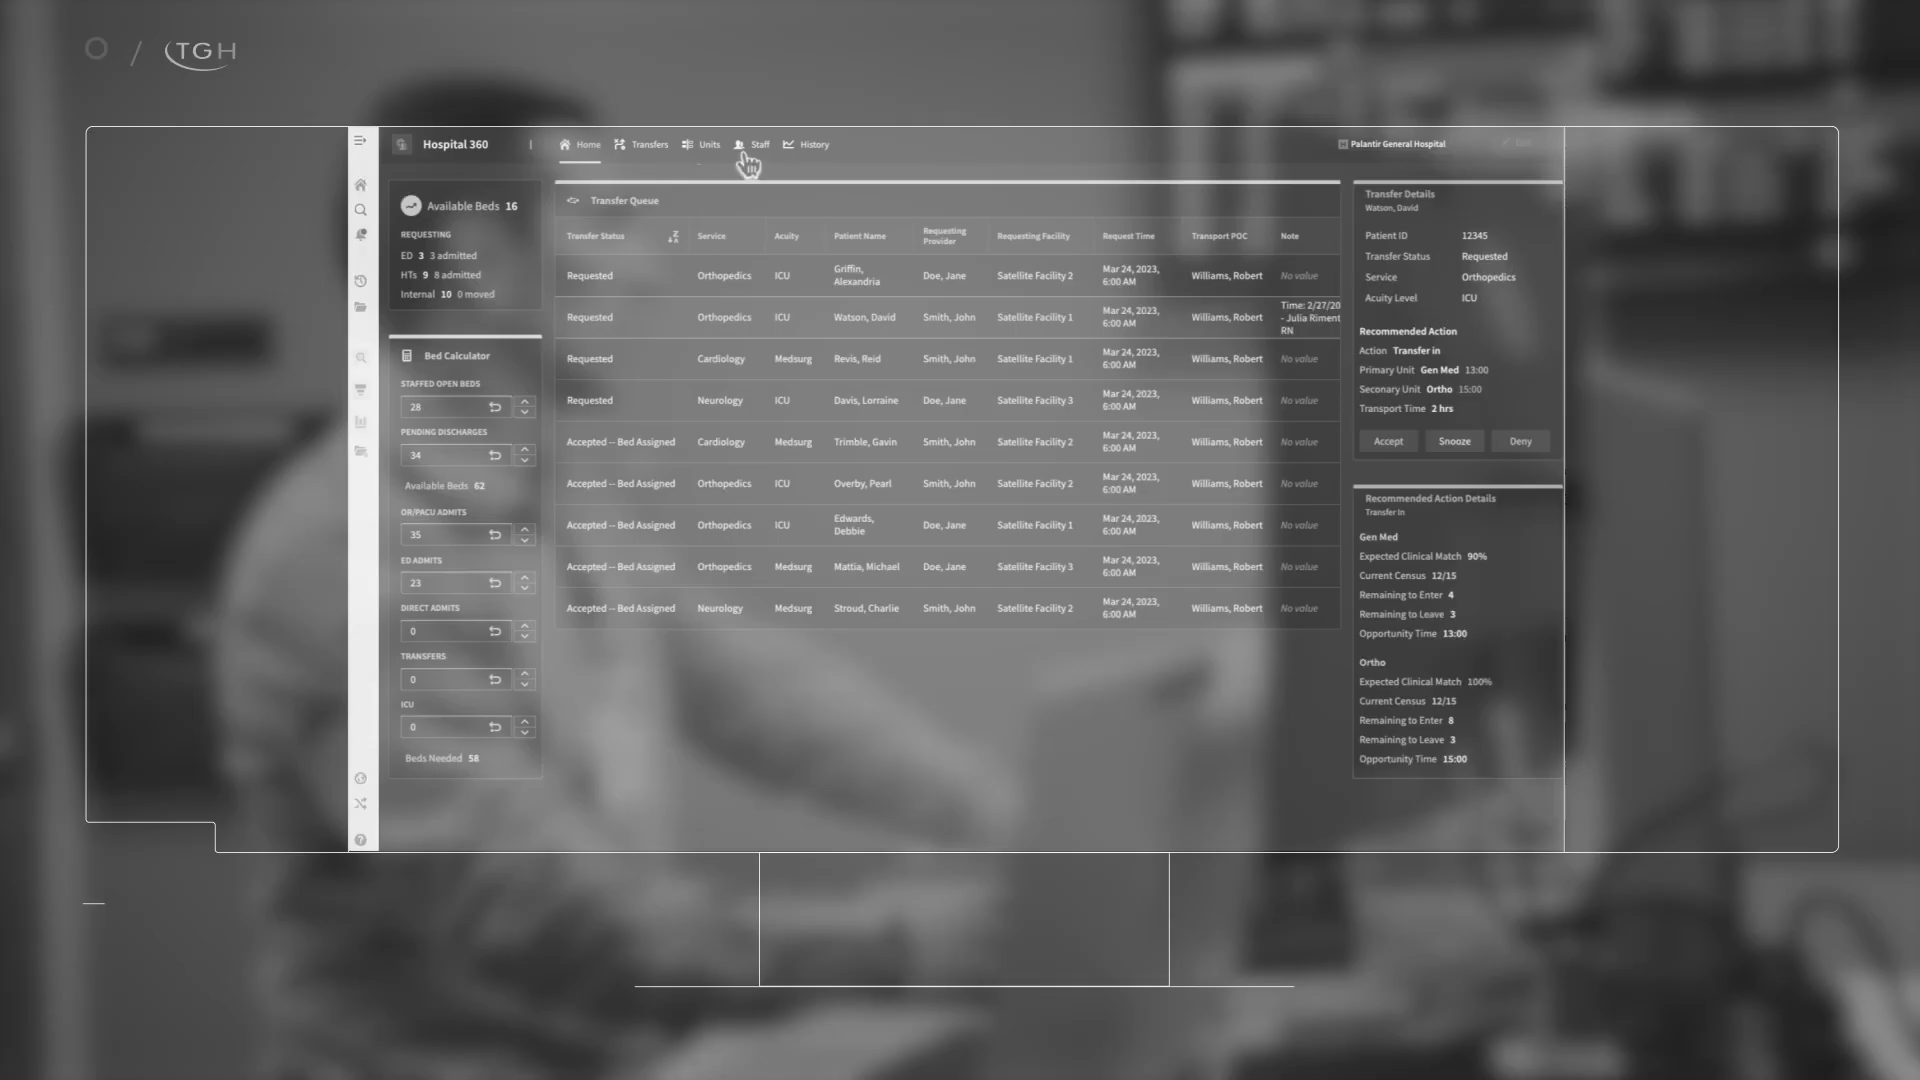 TGH
Hospital 360
Home
Transfers
Units
Staff
History
Palantir General Hospital
Available Beds 16
REQUESTING
ED 3 3 admitted
HTs 9 8 admitted
Internal 10 0 moved
Bed Calculator
STAFFED OPEN BEDS
28
PENDING DISCHARGES
34
Available Beds 62
OR/PACU ADMITS
35
ED ADMITS
23
DIRECT ADMITS
0
TRANSFERS
0
ICU
0
Beds Needed 58
Transfer Queue
Transfer Status Service Acuity Patient Name Requesting Provider Requesting Facility Request Time Transport POC Note
Requested Orthopedics ICU Griffin, Alexandria Doe, Jane Satellite Facility 2 Mar 24, 2023, 6:00 AM Williams, Robert No value
Requested Orthopedics ICU Watson, David Smith, John Satellite Facility 1 Mar 24, 2023, 6:00 AM Williams, Robert Time: 2/27/20 - Julia Riment RN
Requested Cardiology Medsurg Revis, Reid Smith, John Satellite Facility 1 Mar 24, 2023, 6:00 AM Williams, Robert No value
Requested Neurology ICU Davis, Lorraine Doe, Jane Satellite Facility 3 Mar 24, 2023, 6:00 AM Williams, Robert No value
Accepted -- Bed Assigned Cardiology Medsurg Trimble, Gavin Smith, John Satellite Facility 2 Mar 24, 2023, 6:00 AM Williams, Robert No value
Accepted -- Bed Assigned Orthopedics ICU Overby, Pearl Smith, John Satellite Facility 2 Mar 24, 2023, 6:00 AM Williams, Robert No value
Accepted -- Bed Assigned Orthopedics ICU Edwards, Debbie Doe, Jane Satellite Facility 1 Mar 24, 2023, 6:00 AM Williams, Robert No value
Accepted -- Bed Assigned Orthopedics Medsurg Mattia, Michael Doe, Jane Satellite Facility 3 Mar 24, 2023, 6:00 AM Williams, Robert No value
Accepted -- Bed Assigned Neurology Medsurg Stroud, Charlie Smith, John Satellite Facility 2 Mar 24, 2023, 6:00 AM Williams, Robert No value
Transfer Details
Watson, David
Patient ID 12345
Transfer Status Requested
Service Orthopedics
Acuity Level ICU
Recommended Action
Action Transfer in
Primary Unit Gen Med 13:00
Seconary Unit Ortho 15:00
Transport Time 2 hrs
Accept Snooze Deny
Recommended Action Details
Transfer In
Gen Med
Expected Clinical Match 90%
Current Census 12/15
Remaining to Enter 4
Remaining to Leave 3
Opportunity Time 13:00
Ortho
Expected Clinical Match 100%
Current Census 12/15
Remaining to Enter 8
Remaining to Leave 3
Opportunity Time 15:00